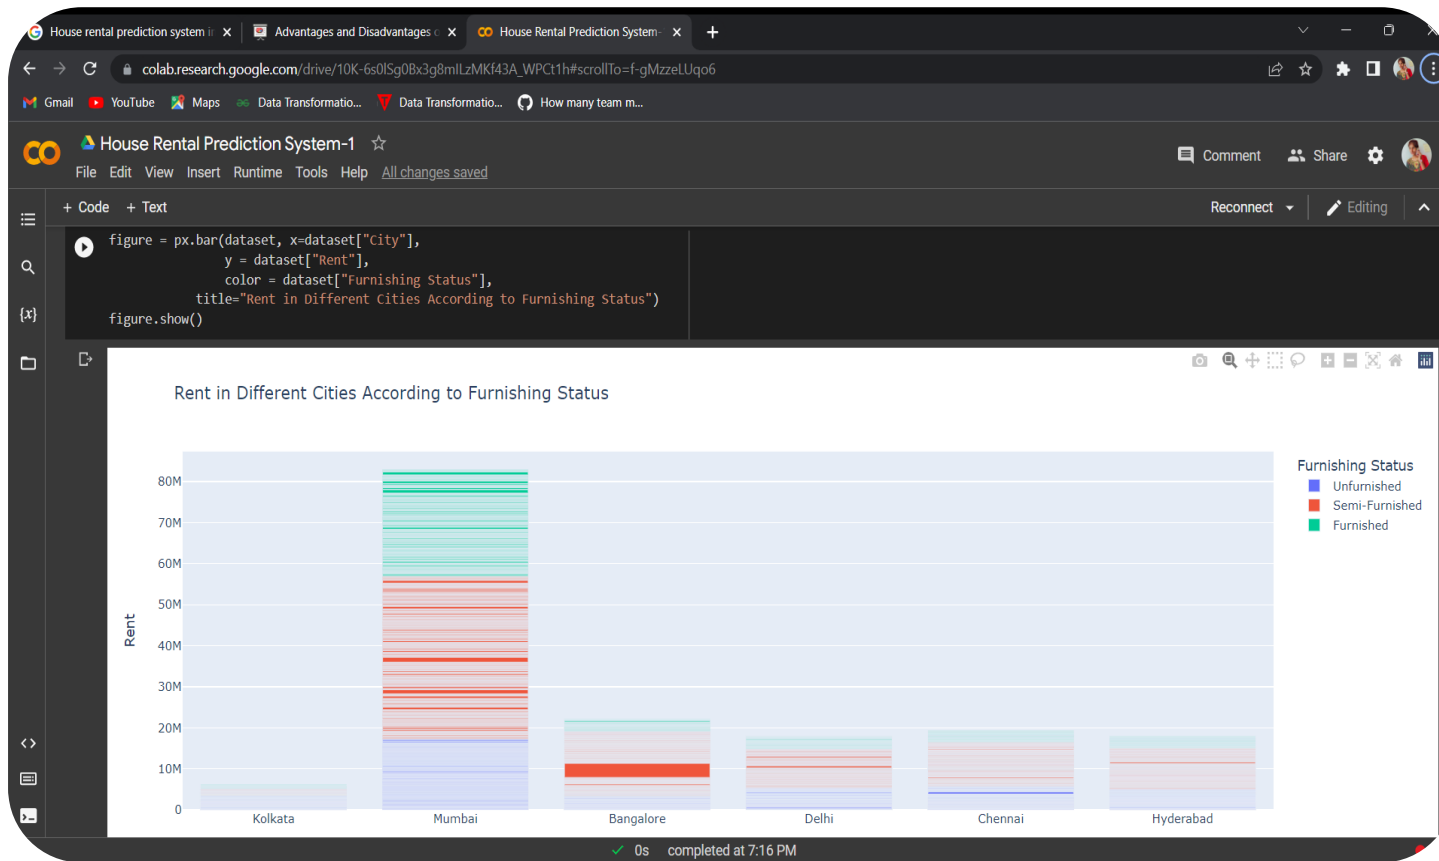 House rental prediction system i
Advantages and Disadvantages o
House Rental Prediction System-
colab.research.google.com/drive/10K-6s0lSg0Bx3g8mILzMKf43A_WPCt1h#scrollTo=f-gMzzeLUqo6
Gmail YouTube Maps Data Transformatio... Data Transformatio... How many team m...
House Rental Prediction System-1
Comment Share
File Edit View Insert Runtime Tools Help All changes saved
+ Code + Text
Reconnect Editing
figure = px.bar(dataset, x=dataset["City"],
y = dataset["Rent"],
color = dataset["Furnishing Status"],
title="Rent in Different Cities According to Furnishing Status")
figure.show()
{x}
Rent in Different Cities According to Furnishing Status
Furnishing Status
Unfurnished
Semi-Furnished
Furnished
80M
70M
60M
50M
40M
30M
20M
10M
0
Rent
Kolkata Mumbai Bangalore Delhi Chennai Hyderabad
0s completed at 7:16 PM